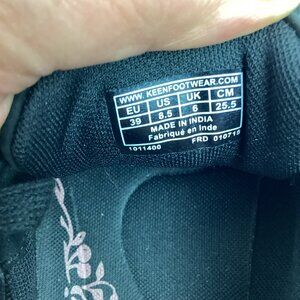 WWW.KEENFOOTWEAR.COM
EU US UK CM
39 8.5 6 25.5
MADE IN INDIA
Fabriqué en Inde
1011400 FRD 010715